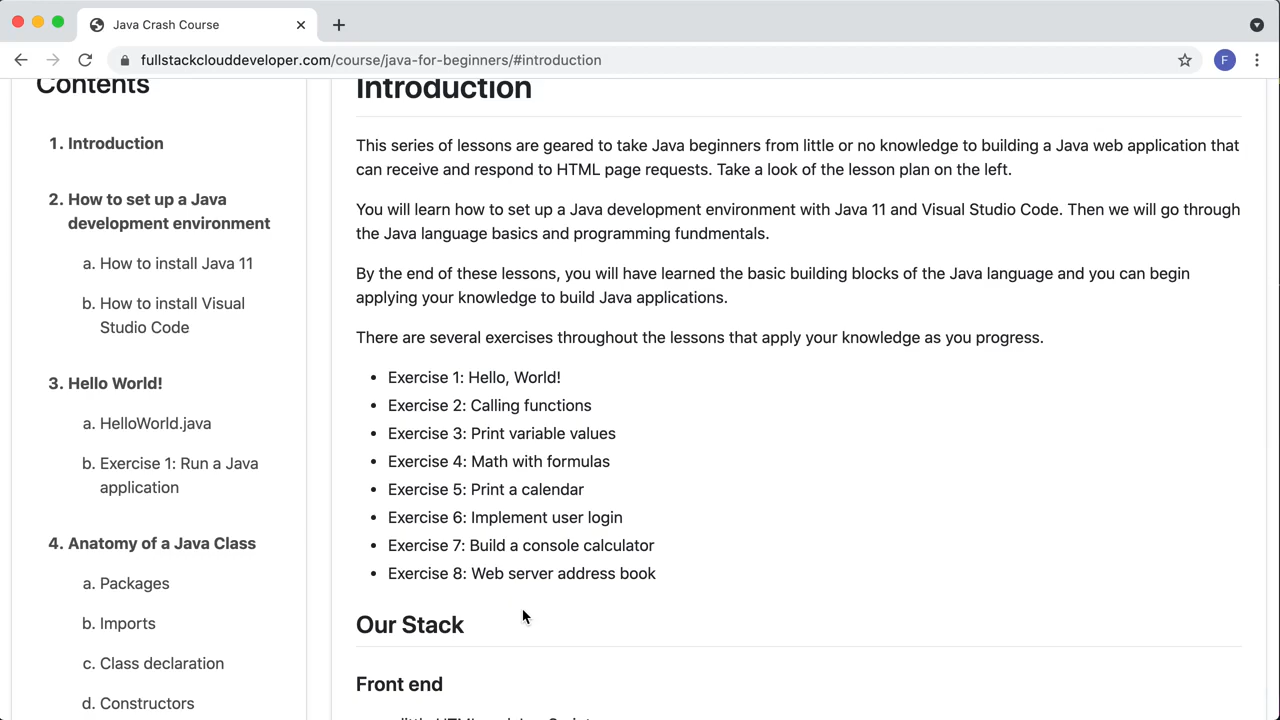 Java Crash Course
fullstackclouddeveloper.com/course/java-for-beginners/#introduction
F
Contents
1. Introduction
2. How to set up a Java
development environment
a. How to install Java 11
b. How to install Visual
Studio Code
3. Hello World!
a. HelloWorld.java
b. Exercise 1: Run a Java
application
4. Anatomy of a Java Class
a. Packages
b. Imports
c. Class declaration
d. Constructors
Introduction
This series of lessons are geared to take Java beginners from little or no knowledge to building a Java web application that
can receive and respond to HTML page requests. Take a look of the lesson plan on the left.
You will learn how to set up a Java development environment with Java 11 and Visual Studio Code. Then we will go through
the Java language basics and programming fundmentals.
By the end of these lessons, you will have learned the basic building blocks of the Java language and you can begin
applying your knowledge to build Java applications.
There are several exercises throughout the lessons that apply your knowledge as you progress.
• Exercise 1: Hello, World!
• Exercise 2: Calling functions
• Exercise 3: Print variable values
• Exercise 4: Math with formulas
• Exercise 5: Print a calendar
• Exercise 6: Implement user login
• Exercise 7: Build a console calculator
• Exercise 8: Web server address book
Our Stack
Front end